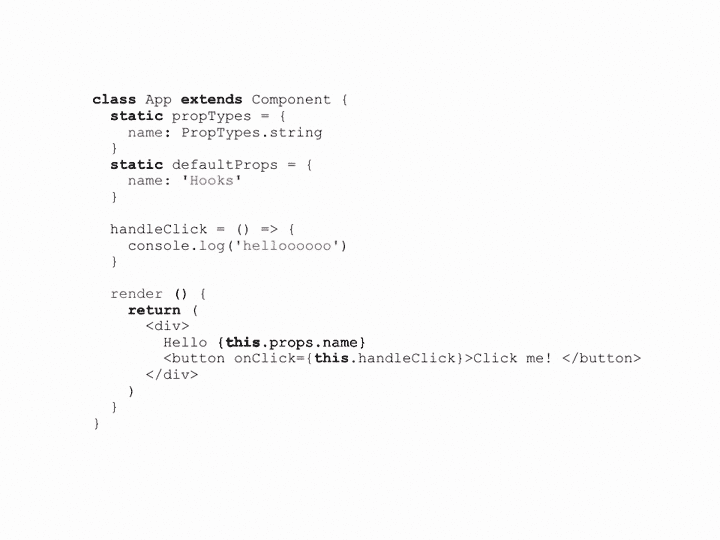 class App extends Component {
  static propTypes = {
    name: PropTypes.string
  }
  static defaultProps = {
    name: 'Hooks'
  }

  handleClick = () => {
    console.log('helloooooo')
  }

  render () {
    return (
      <div>
        Hello {this.props.name}
        <button onClick={this.handleClick}>Click me! </button>
      </div>
    )
  }
}